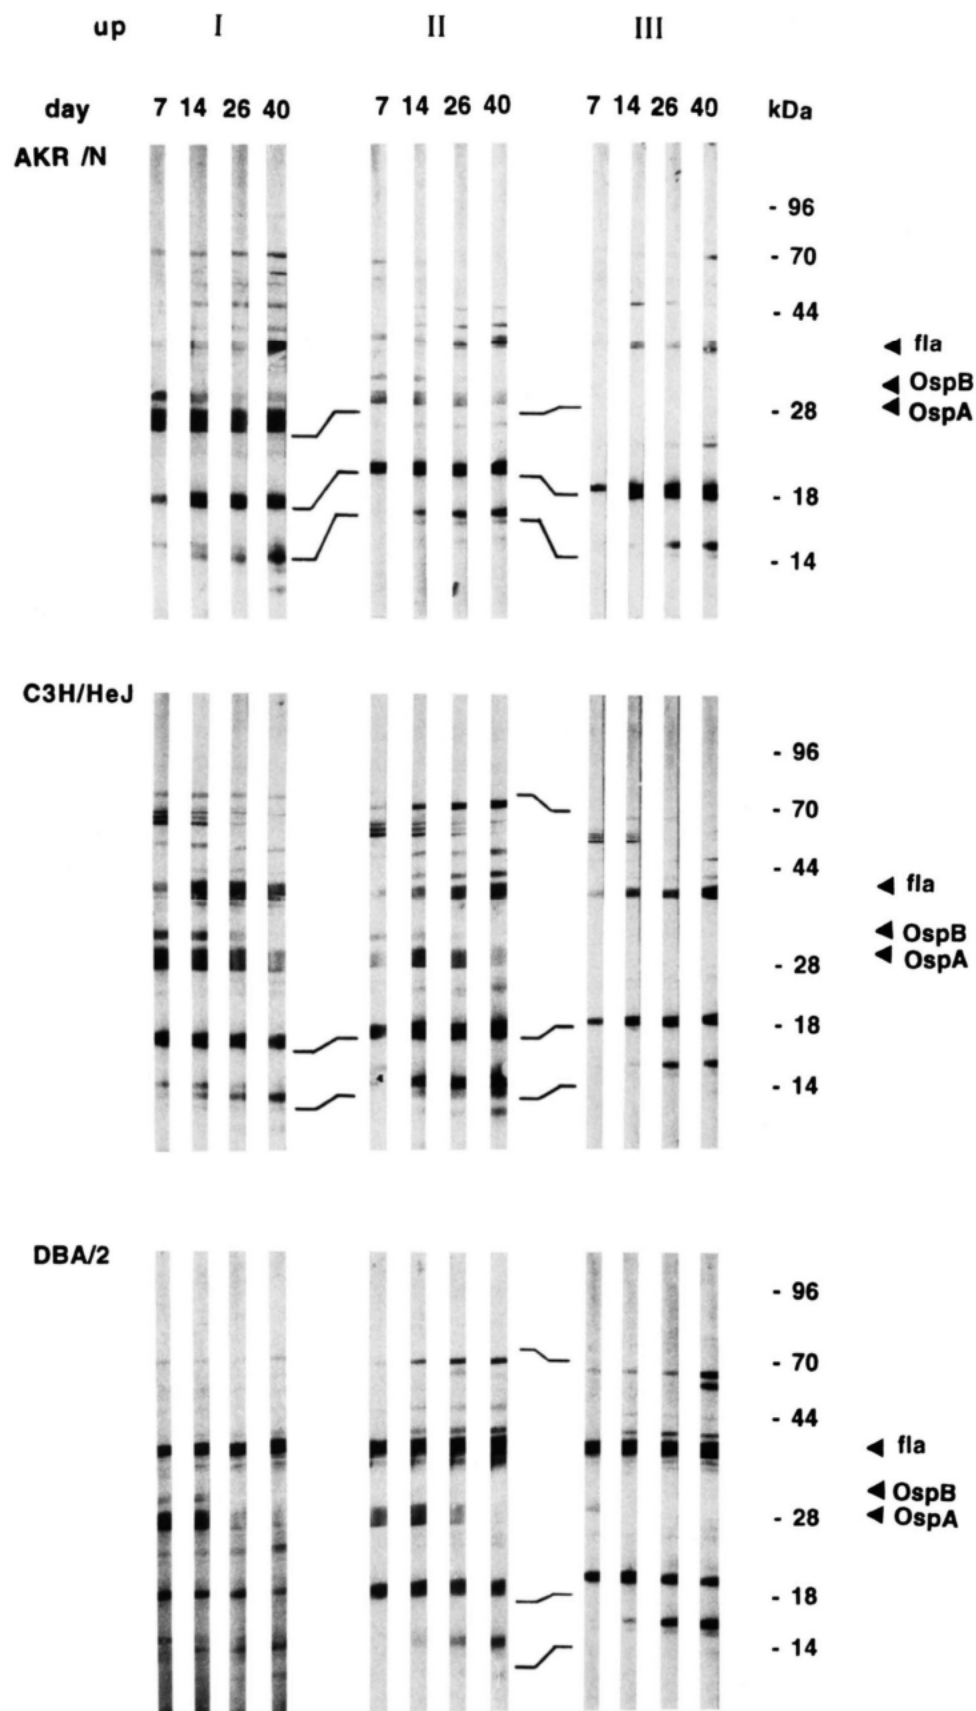 up I II III
day 7 14 26 40 7 14 26 40 7 14 26 40 kDa
AKR /N
- 96
- 70
- 44
fla
OspB
- 28
OspA
- 18
- 14
C3H/HeJ
- 96
- 70
- 44
fla
OspB
OspA
- 28
- 18
- 14
DBA/2
- 96
- 70
- 44
fla
OspB
- 28
OspA
- 18
- 14